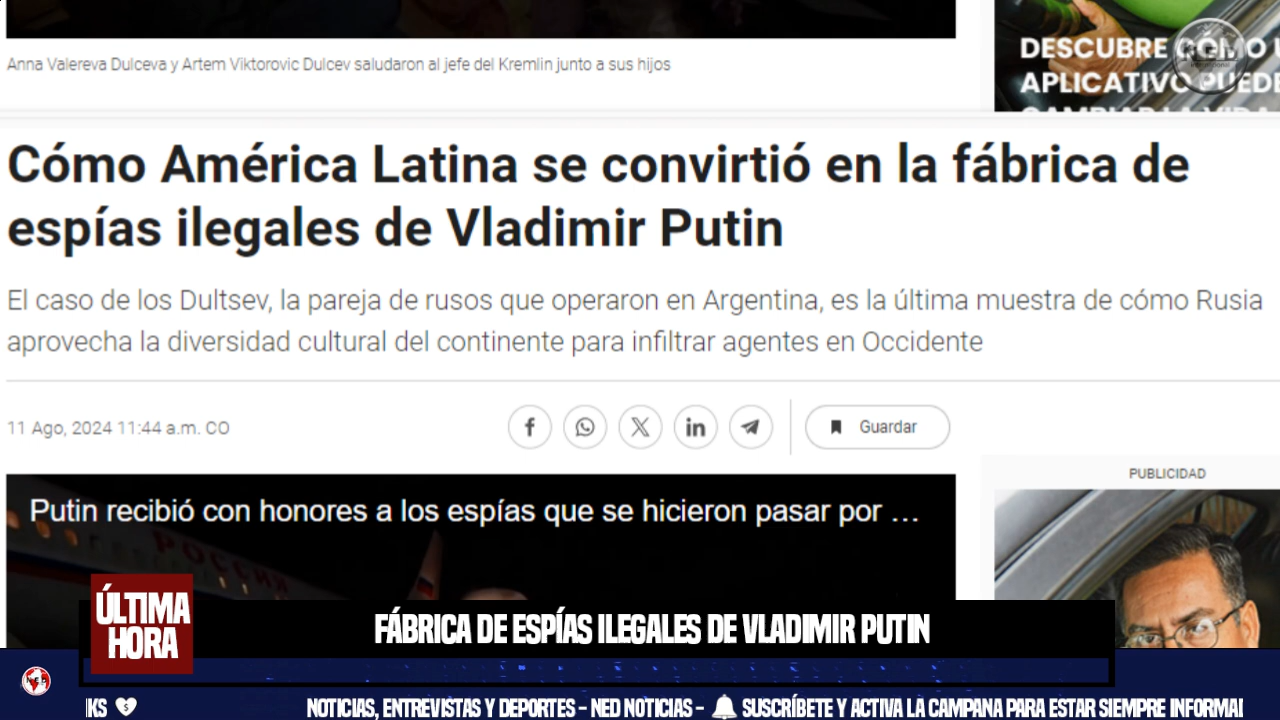 Anna Valereva Dulceva y Artem Viktorovic Dulcev saludaron al jefe del Kremlin junto a sus hijos
DESCUBRE CÓMO
APLICATIVO PUEDE
CAMBIAR LA VIDA
Cómo América Latina se convirtió en la fábrica de
espías ilegales de Vladimir Putin
El caso de los Dultsev, la pareja de rusos que operaron en Argentina, es la última muestra de cómo Rusia
aprovecha la diversidad cultural del continente para infiltrar agentes en Occidente
11 Ago, 2024 11:44 a.m. CO
Guardar
PUBLICIDAD
Putin recibió con honores a los espías que se hicieron pasar por ...
РОССИЯ
ÚLTIMA
HORA
FÁBRICA DE ESPÍAS ILEGALES DE VLADIMIR PUTIN
NOTICIAS, ENTREVISTAS Y DEPORTES - NED NOTICIAS - SUSCRÍBETE Y ACTIVA LA CAMPANA PARA ESTAR SIEMPRE